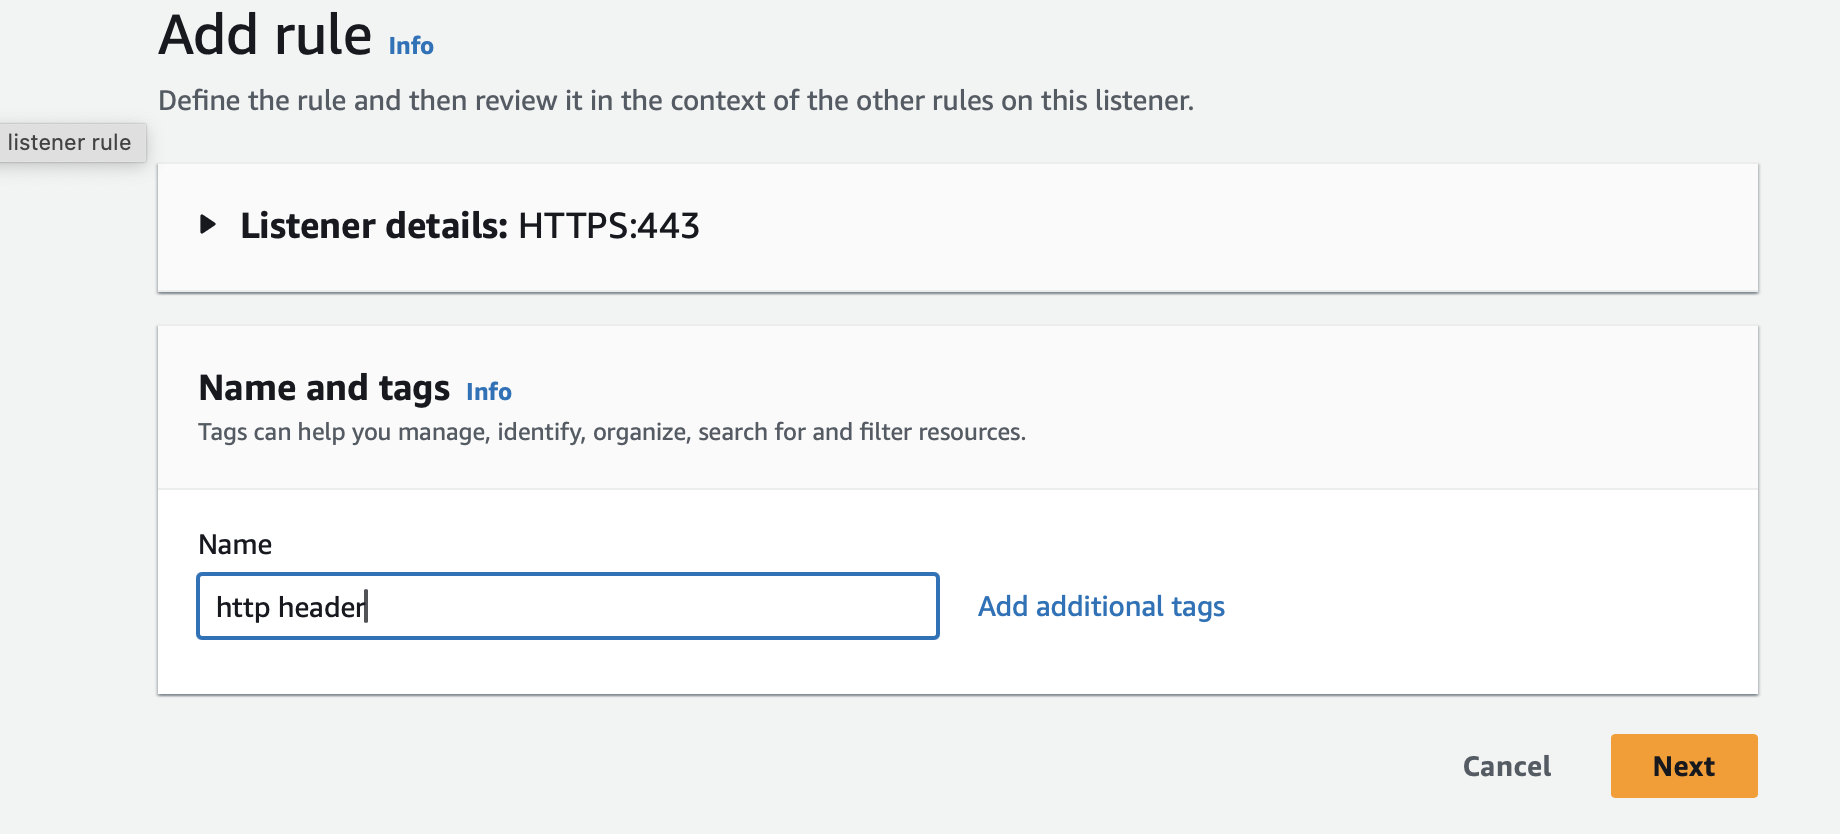 Add rule Info
Define the rule and then review it in the context of the other rules on this listener.
listener rule
Listener details: HTTPS:443
Name and tags Info
Tags can help you manage, identify, organize, search for and filter resources.
Name
http header
Add additional tags
Cancel
Next